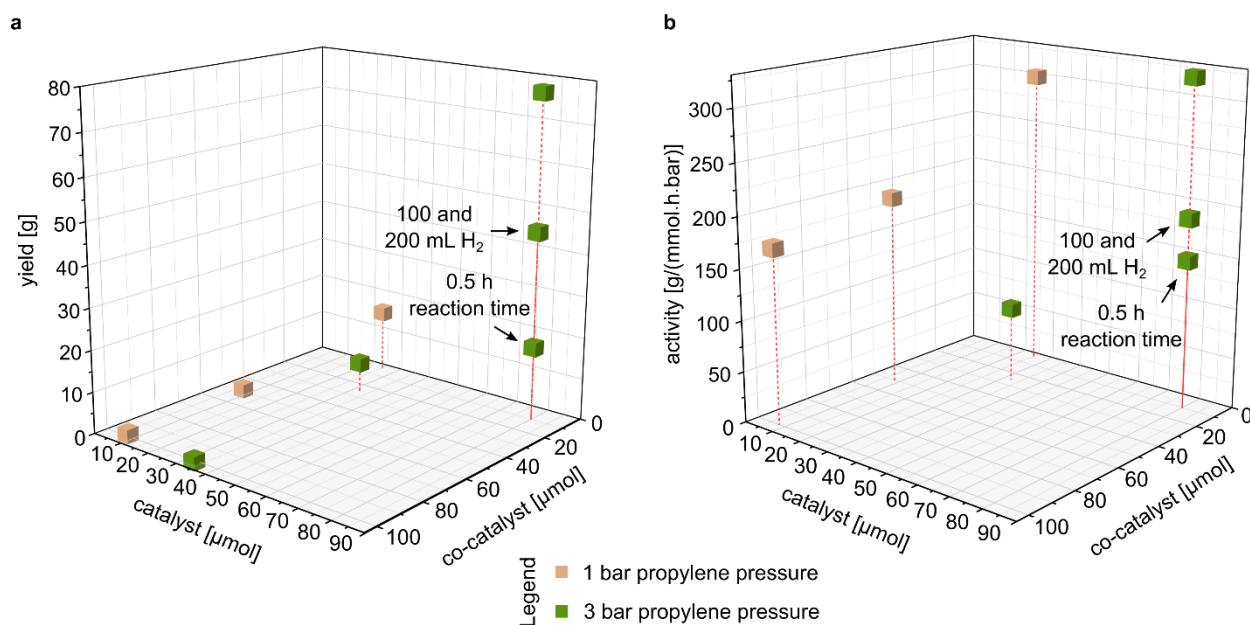 a
80
70
60
50
40
30
20
10
0
yield [g]
100 and
200 mL H₂
0.5 h
reaction time
10
20
30
40
50
60
70
80
90
catalyst [µmol]
100
80
60
40
20
0
co-catalyst [µmol]
b
300
250
200
150
100
50
0
activity [g/(mmol.h.bar)]
100 and
200 mL H₂
0.5 h
reaction time
10
20
30
40
50
60
70
80
90
catalyst [µmol]
100
80
60
40
20
0
co-catalyst [µmol]
Legend
1 bar propylene pressure
3 bar propylene pressure